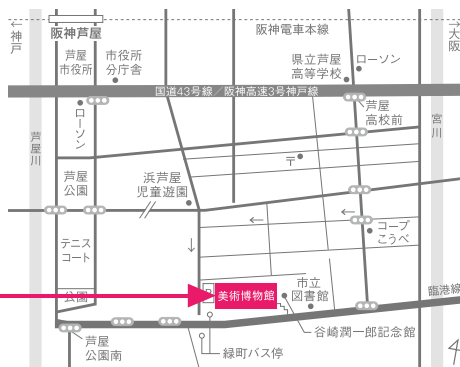 ←
神戸
阪神芦屋
阪神電車本線
→
大阪
芦屋
市役所
市役所
分庁舎
県立芦屋
高等学校
ローソン
国道43号線／阪神高速3号神戸線
ローソン
芦屋
高校前
宮川
芦屋川
〒
芦屋
公園
浜芦屋
児童遊園
←
←
テニス
コート
↓
コープ
こうべ
公園
P
美術博物館
市立
図書館
臨港線
谷崎潤一郎記念館
芦屋
公園南
緑町バス停
4